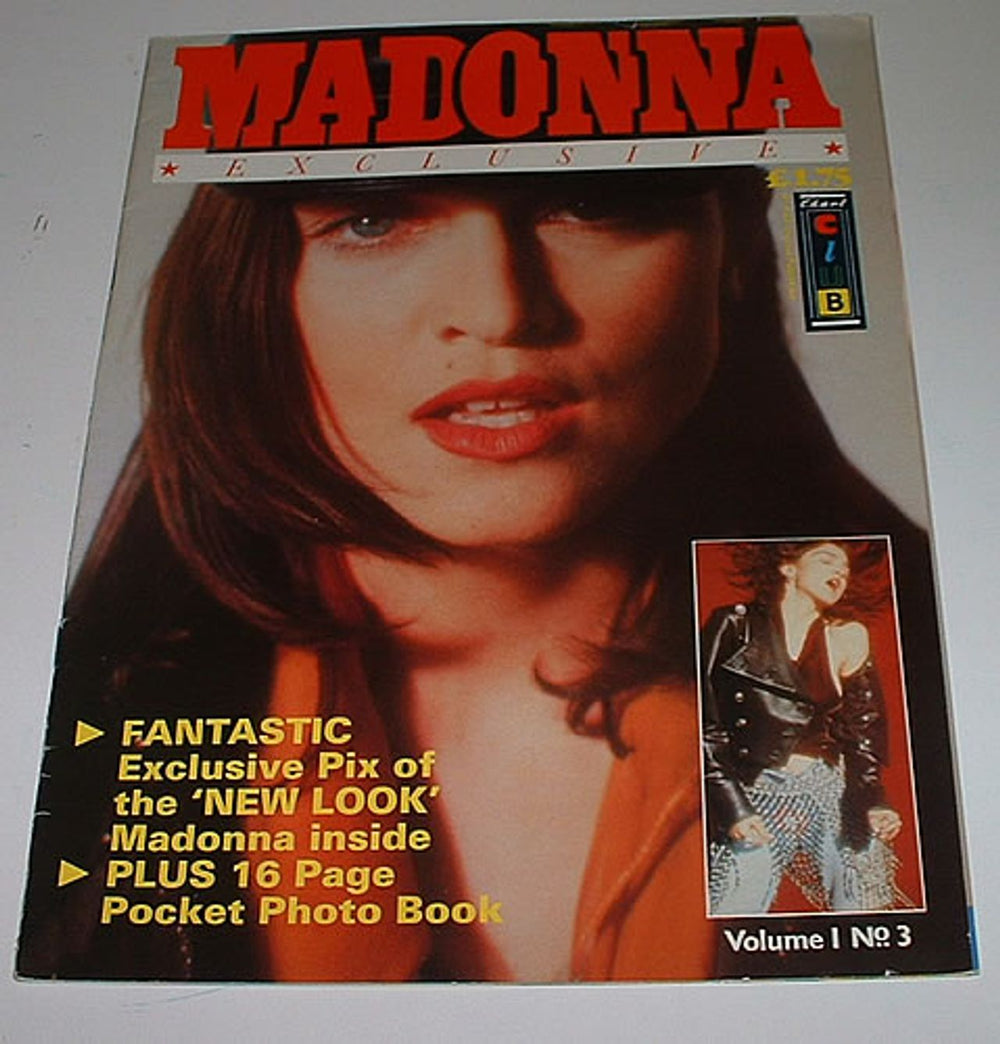 MADONNA
★ EXCLUSIVE ★
£1.75
Chart
C
l
U
B
► FANTASTIC
Exclusive Pix of
the ‘NEW LOOK’
Madonna inside
► PLUS 16 Page
Pocket Photo Book
Volume I Nº 3